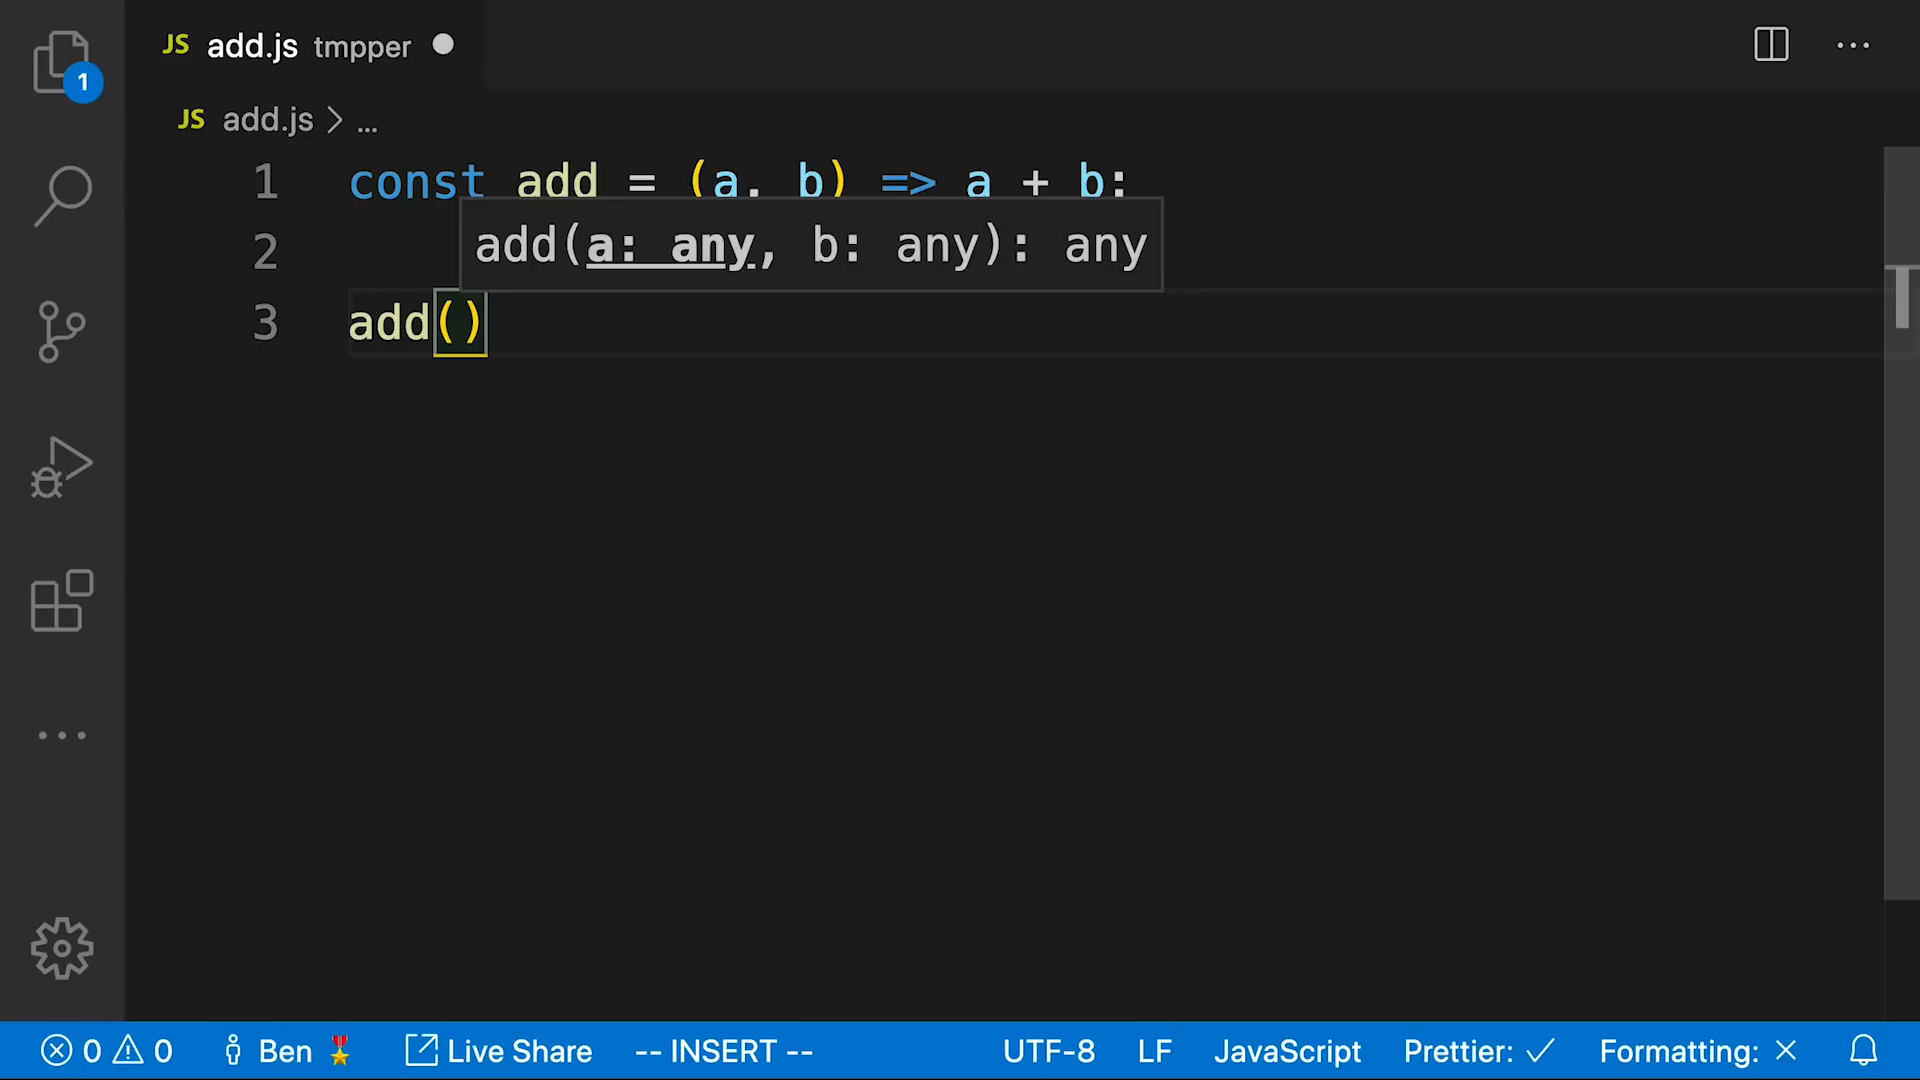 JS add.js tmpper
1
JS add.js > ...
1 const add = (a, b) => a + b;
2
add(a: any, b: any): any
3 add()
0 0 Ben Live Share -- INSERT -- UTF-8 LF JavaScript Prettier: ✓ Formatting: ×